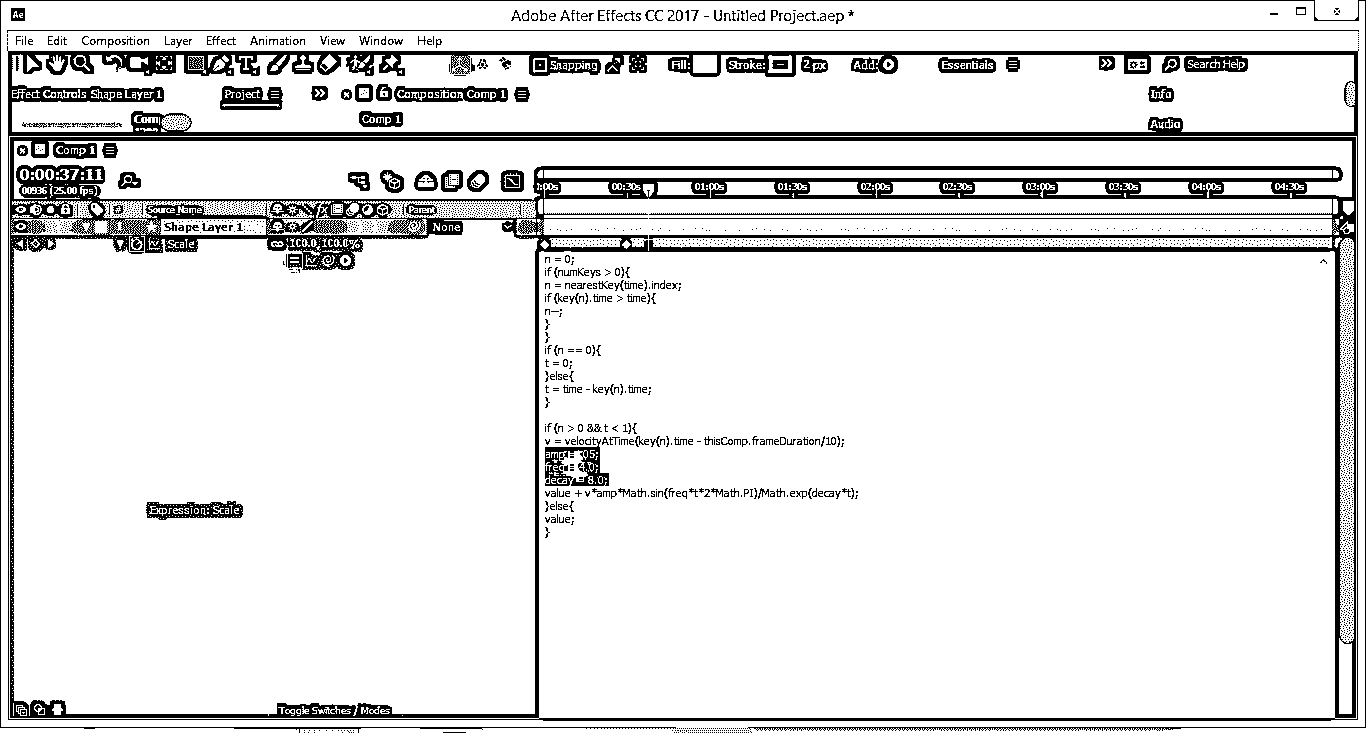 Ae
Adobe After Effects CC 2017 - Untitled Project.aep *
File Edit Composition Layer Effect Animation View Window Help
Snapping Fill: Stroke: 2 px Add: Essentials Search Help
Effect Controls Shape Layer 1 Project Composition Comp 1 Info
Com Comp 1 Audio
Comp 1
0:00:37:11
00936 (25.00 fps)
:00s 00:30s 01:00s 01:30s 02:00s 02:30s 03:00s 03:30s 04:00s 04:30s
# Source Name Parent
1 Shape Layer 1 None
Scale 100.0, 100.0%
n = 0;
if (numKeys > 0){
n = nearestKey(time).index;
if (key(n).time > time){
n--;
}
}
if (n == 0){
t = 0;
}else{
t = time - key(n).time;
}
if (n > 0 && t < 1){
v = velocityAtTime(key(n).time - thisComp.frameDuration/10);
amp = .05;
freq = 4.0;
decay = 8.0;
value + v*amp*Math.sin(freq*t*2*Math.PI)/Math.exp(decay*t);
}else{
value;
}
Expression: Scale
Toggle Switches / Modes